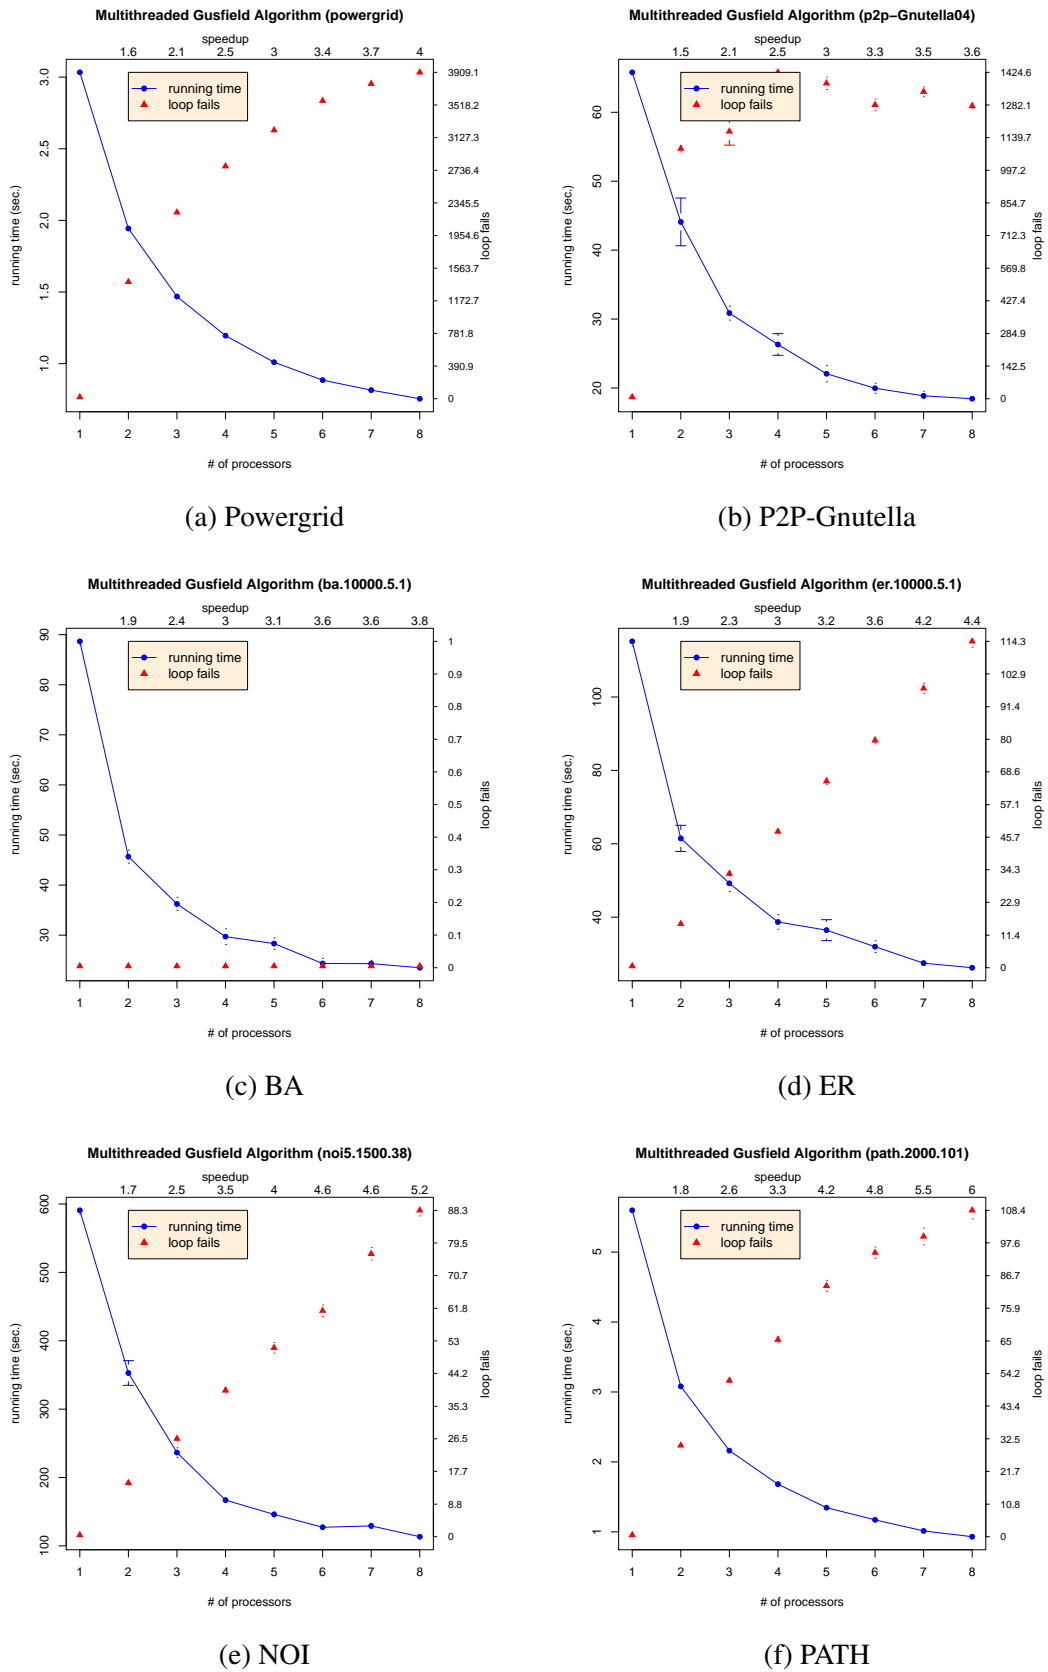 Multithreaded Gusfield Algorithm (powergrid)
speedup
1.6 2.1 2.5 3 3.4 3.7 4
running time
loop fails
running time (sec.)
3.0
2.5
2.0
1.5
1.0
3909.1
3518.2
3127.3
2736.4
2345.5
1954.6
1563.7
1172.7
781.8
390.9
0
loop fails
1 2 3 4 5 6 7 8
# of processors
(a) Powergrid
Multithreaded Gusfield Algorithm (p2p-Gnutella04)
speedup
1.5 2.1 2.5 3 3.3 3.5 3.6
running time
loop fails
running time (sec.)
60
50
40
30
20
1424.6
1282.1
1139.7
997.2
854.7
712.3
569.8
427.4
284.9
142.5
0
loop fails
1 2 3 4 5 6 7 8
# of processors
(b) P2P-Gnutella
Multithreaded Gusfield Algorithm (ba.10000.5.1)
speedup
1.9 2.4 3 3.1 3.6 3.6 3.8
running time
loop fails
running time (sec.)
90
80
70
60
50
40
30
1
0.9
0.8
0.7
0.6
0.5
0.4
0.3
0.2
0.1
0
loop fails
1 2 3 4 5 6 7 8
# of processors
(c) BA
Multithreaded Gusfield Algorithm (er.10000.5.1)
speedup
1.9 2.3 3 3.2 3.6 4.2 4.4
running time
loop fails
running time (sec.)
100
80
60
40
114.3
102.9
91.4
80
68.6
57.1
45.7
34.3
22.9
11.4
0
loop fails
1 2 3 4 5 6 7 8
# of processors
(d) ER
Multithreaded Gusfield Algorithm (noi5.1500.38)
speedup
1.7 2.5 3.5 4 4.6 4.6 5.2
running time
loop fails
running time (sec.)
600
500
400
300
200
100
88.3
79.5
70.7
61.8
53
44.2
35.3
26.5
17.7
8.8
0
loop fails
1 2 3 4 5 6 7 8
# of processors
(e) NOI
Multithreaded Gusfield Algorithm (path.2000.101)
speedup
1.8 2.6 3.3 4.2 4.8 5.5 6
running time
loop fails
running time (sec.)
5
4
3
2
1
108.4
97.6
86.7
75.9
65
54.2
43.4
32.5
21.7
10.8
0
loop fails
1 2 3 4 5 6 7 8
# of processors
(f) PATH